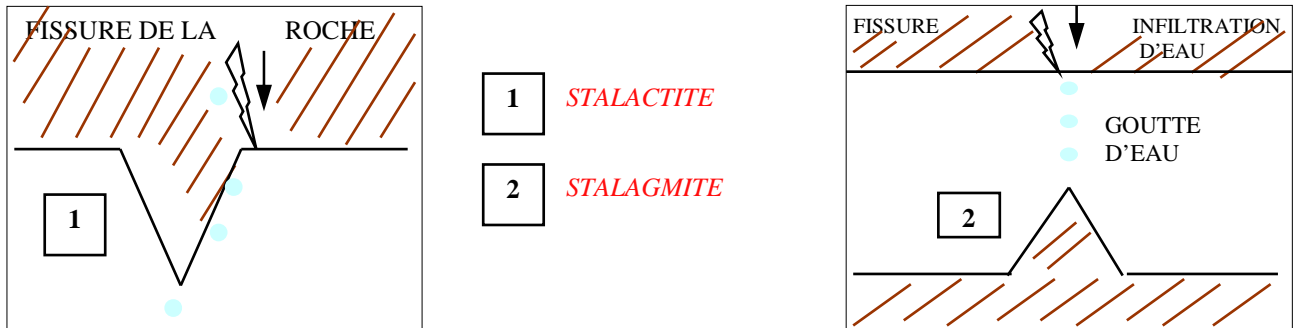 FISSURE DE LA ROCHE
1
1 STALACTITE
2 STALAGMITE
FISSURE
INFILTRATION
D'EAU
GOUTTE
D'EAU
2